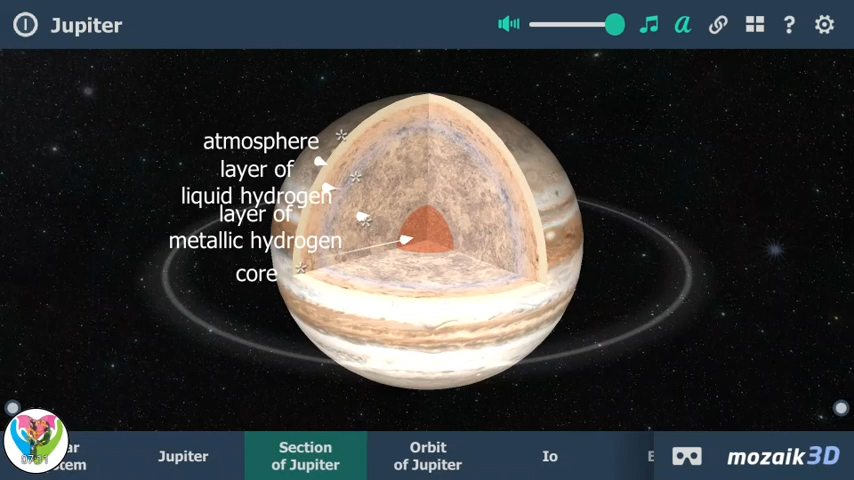 Jupiter
atmosphere
layer of
liquid hydrogen
layer of
metallic hydrogen
core
Jupiter
Section
of Jupiter
Orbit
of Jupiter
Io
mozaik3D